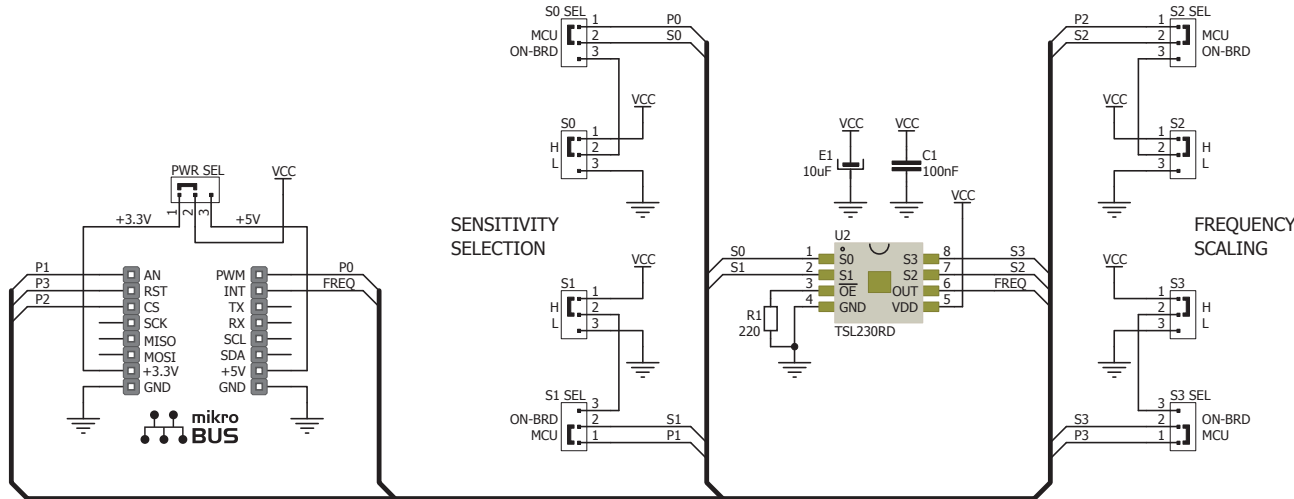 S0 SEL
MCU
ON-BRD
1
2
3
P0
S0
S0
H
L
1
2
3
VCC
SENSITIVITY
SELECTION
S1
H
L
1
2
3
VCC
S1 SEL
ON-BRD
MCU
3
2
1
S1
P1
PWR SEL
VCC
1
2
3
+3.3V
+5V
P1
P3
P2
AN
RST
CS
SCK
MISO
MOSI
+3.3V
GND
PWM
INT
TX
RX
SCL
SDA
+5V
GND
P0
FREQ
mikro
BUS
VCC
VCC
E1
10uF
C1
100nF
VCC
U2
S0
S1
1
2
3
4
S0
S1
OE
GND
S3
S2
OUT
VDD
8
7
6
5
S3
S2
FREQ
R1
220
TSL230RD
S2 SEL
MCU
ON-BRD
P2
S2
1
2
3
VCC
S2
H
L
1
2
3
FREQUENCY
SCALING
VCC
S3
H
L
1
2
3
S3 SEL
ON-BRD
MCU
3
2
1
S3
P3